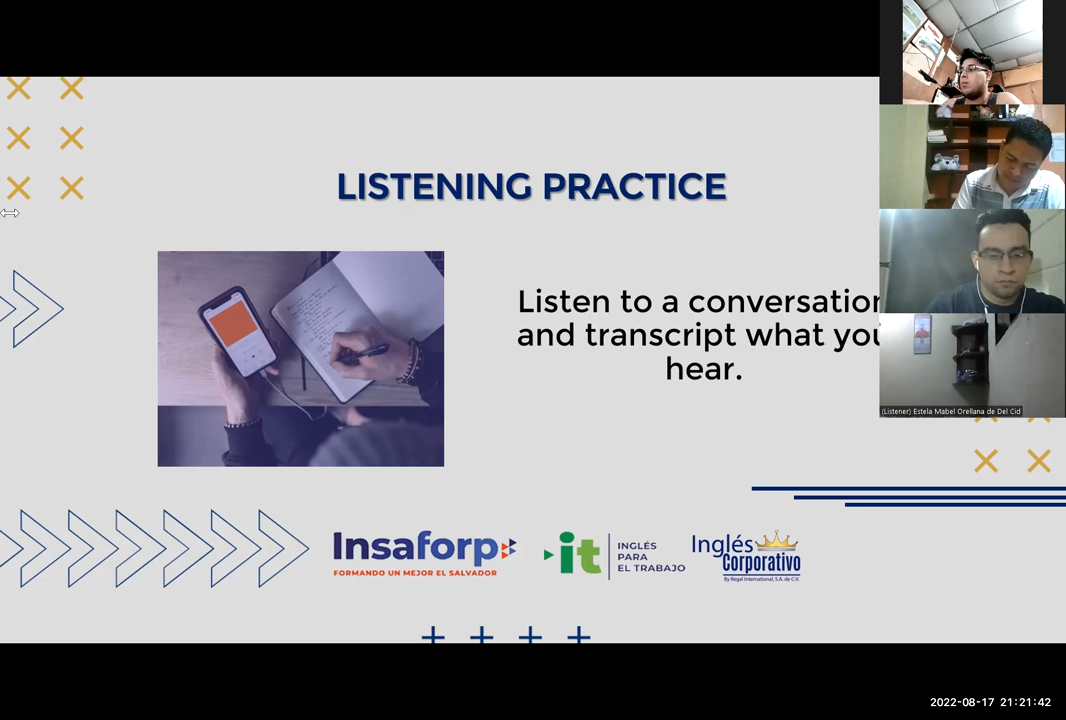 LISTENING PRACTICE
Listen to a conversation
and transcript what you
hear.
(Listener) Estela Mabel Orellana de Del Cid
Insaforp
FORMANDO UN MEJOR EL SALVADOR
it
INGLÉS
PARA
EL TRABAJO
Inglés
Corporativo
By Regal International, S.A. de C.V.
2022-08-17 21:21:42